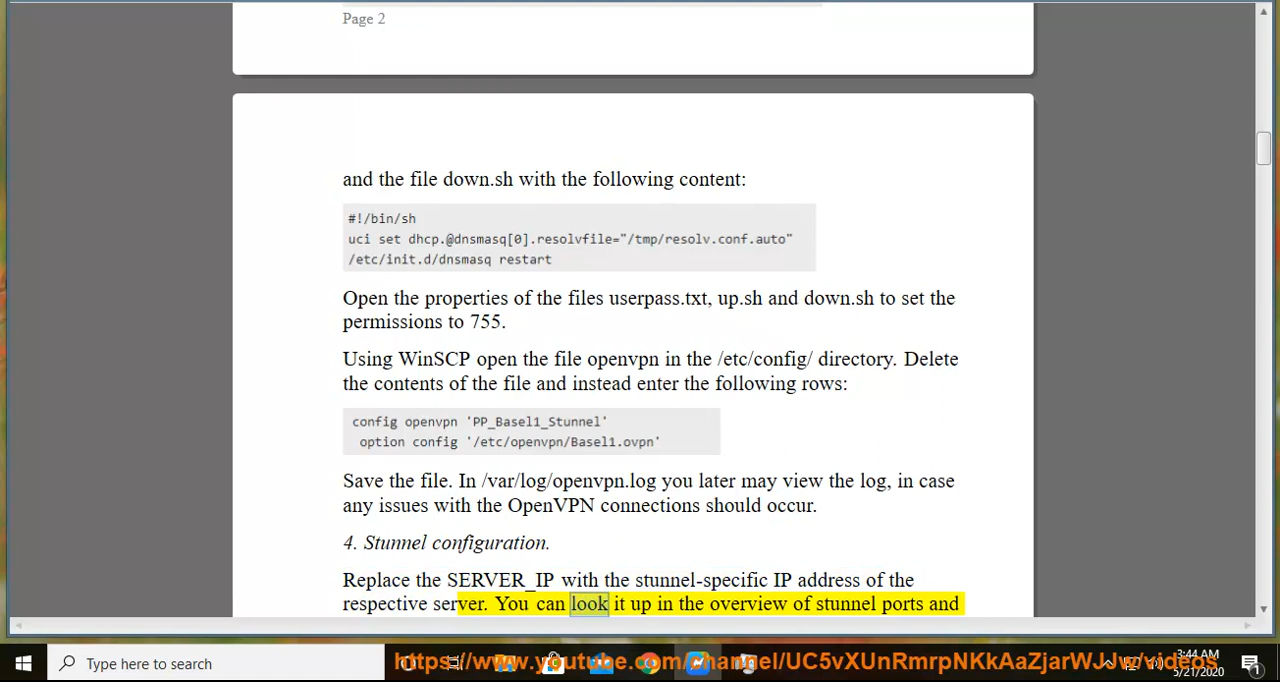 Page 2
and the file down.sh with the following content:
#!/bin/sh
uci set dhcp.@dnsmasq[0].resolvfile="/tmp/resolv.conf.auto"
/etc/init.d/dnsmasq restart
Open the properties of the files userpass.txt, up.sh and down.sh to set the
permissions to 755.
Using WinSCP open the file openvpn in the /etc/config/ directory. Delete
the contents of the file and instead enter the following rows:
config openvpn 'PP_Basel1_Stunnel'
option config '/etc/openvpn/Basel1.ovpn'
Save the file. In /var/log/openvpn.log you later may view the log, in case
any issues with the OpenVPN connections should occur.
4. Stunnel configuration.
Replace the SERVER_IP with the stunnel-specific IP address of the
respective server. You can look it up in the overview of stunnel ports and
Type here to search
https://www.youtube.com/channel/UC5vXUnRmrpNKkAaZjarWJJw/videos
3:44 AM
5/21/2020
1